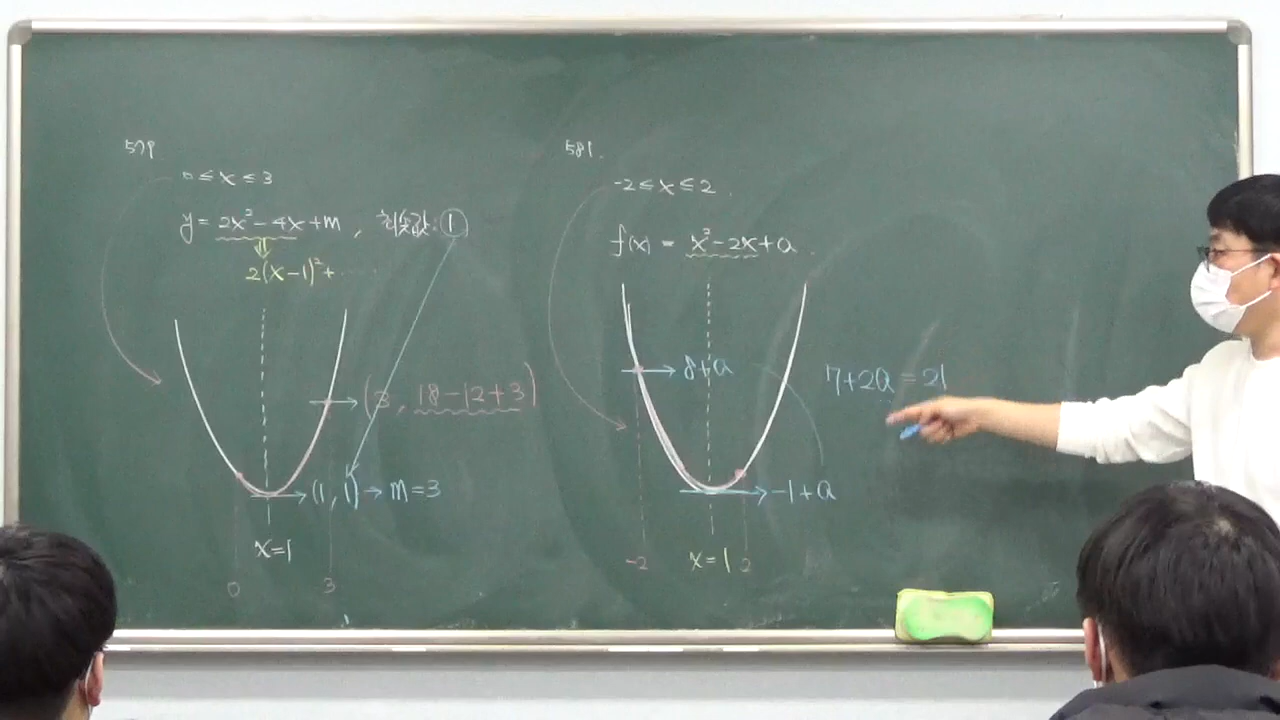 57P
0 ≤ x ≤ 3
y = 2x² - 4x + m , 최솟값: ①
2(x-1)² + ...
(3, 18-12+3)
(1, 1) → m = 3
x=1
0
3
581.
-2 ≤ x ≤ 2 .
f(x) = x² - 2x + a .
8+a
7+2a = 21
-1+a
-2
x=1
2